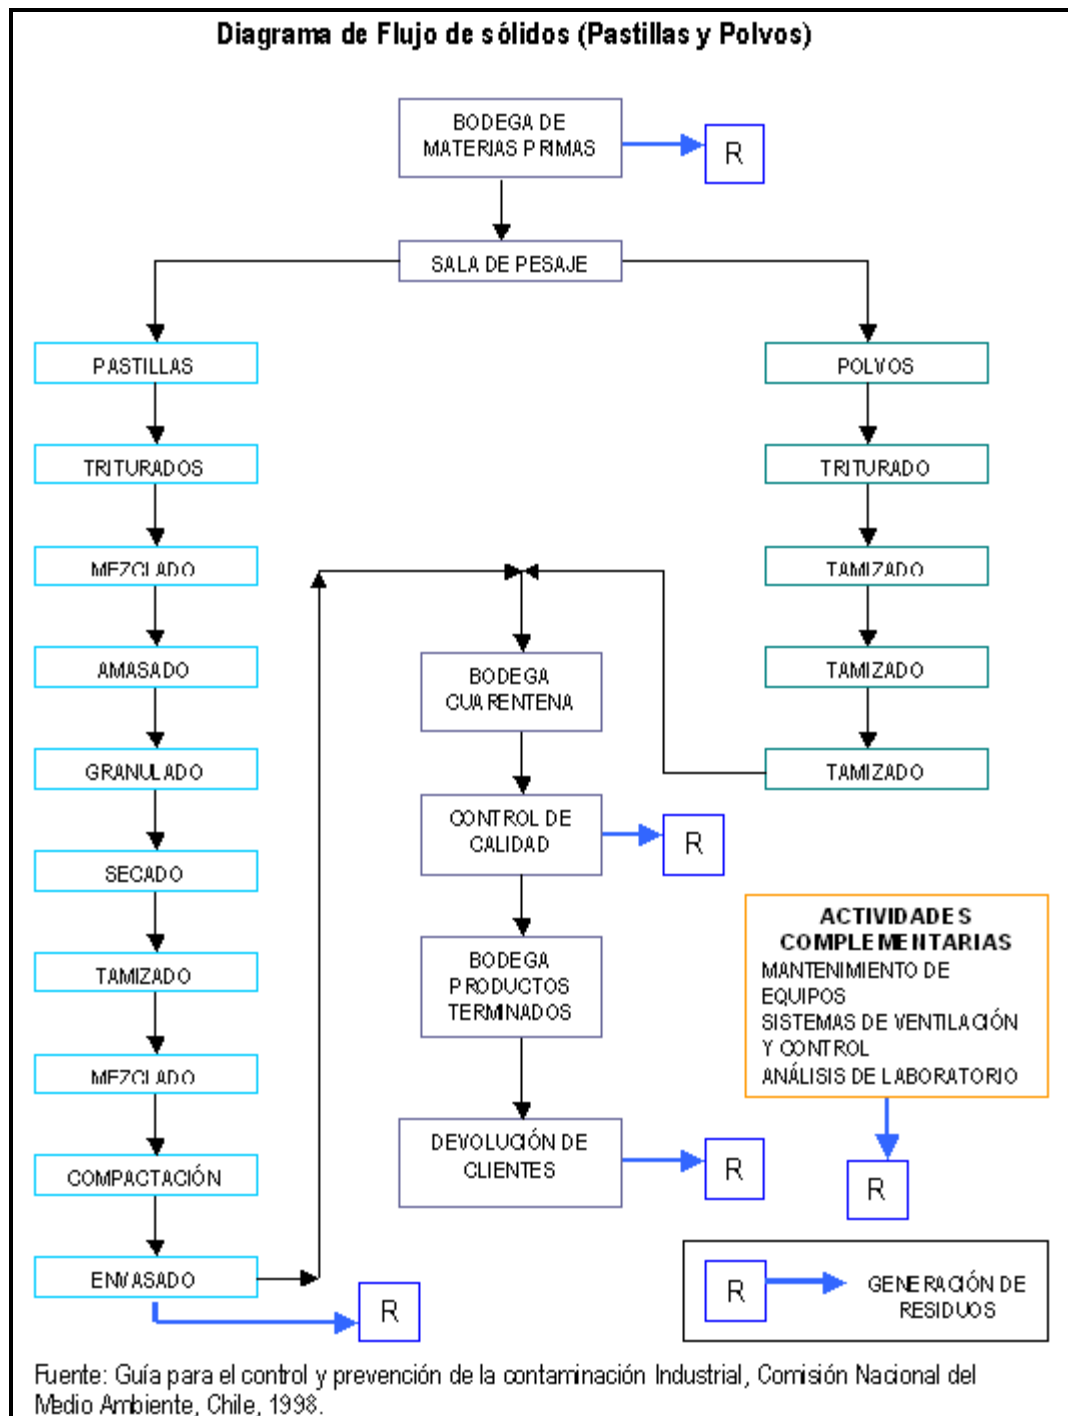 Diagrama de Flujo de sólidos (Pastillas y Polvos)
BODEGA DE
MATERIAS PRIMAS
R
SALA DE PESAJE
PASTILLAS
TRITURADOS
MEZCLADO
AMASADO
GRANULADO
SECADO
TAMIZADO
MEZCLADO
COMPACTACIÓN
ENVASADO
R
POLVOS
TRITURADO
TAMIZADO
TAMIZADO
TAMIZADO
BODEGA
CUARENTENA
CONTROL DE
CALIDAD
R
BODEGA
PRODUCTOS
TERMINADOS
DEVOLUCIÓN DE
CLIENTES
R
ACTIVIDADES
COMPLEMENTARIAS
MANTENIMIENTO DE
EQUIPOS
SISTEMAS DE VENTILACIÓN
Y CONTROL
ANÁLISIS DE LABORATORIO
R
R
GENERACIÓN DE
RESIDUOS
Fuente: Guía para el control y prevención de la contaminación Industrial, Comisión Nacional del
Medio Ambiente, Chile, 1998.